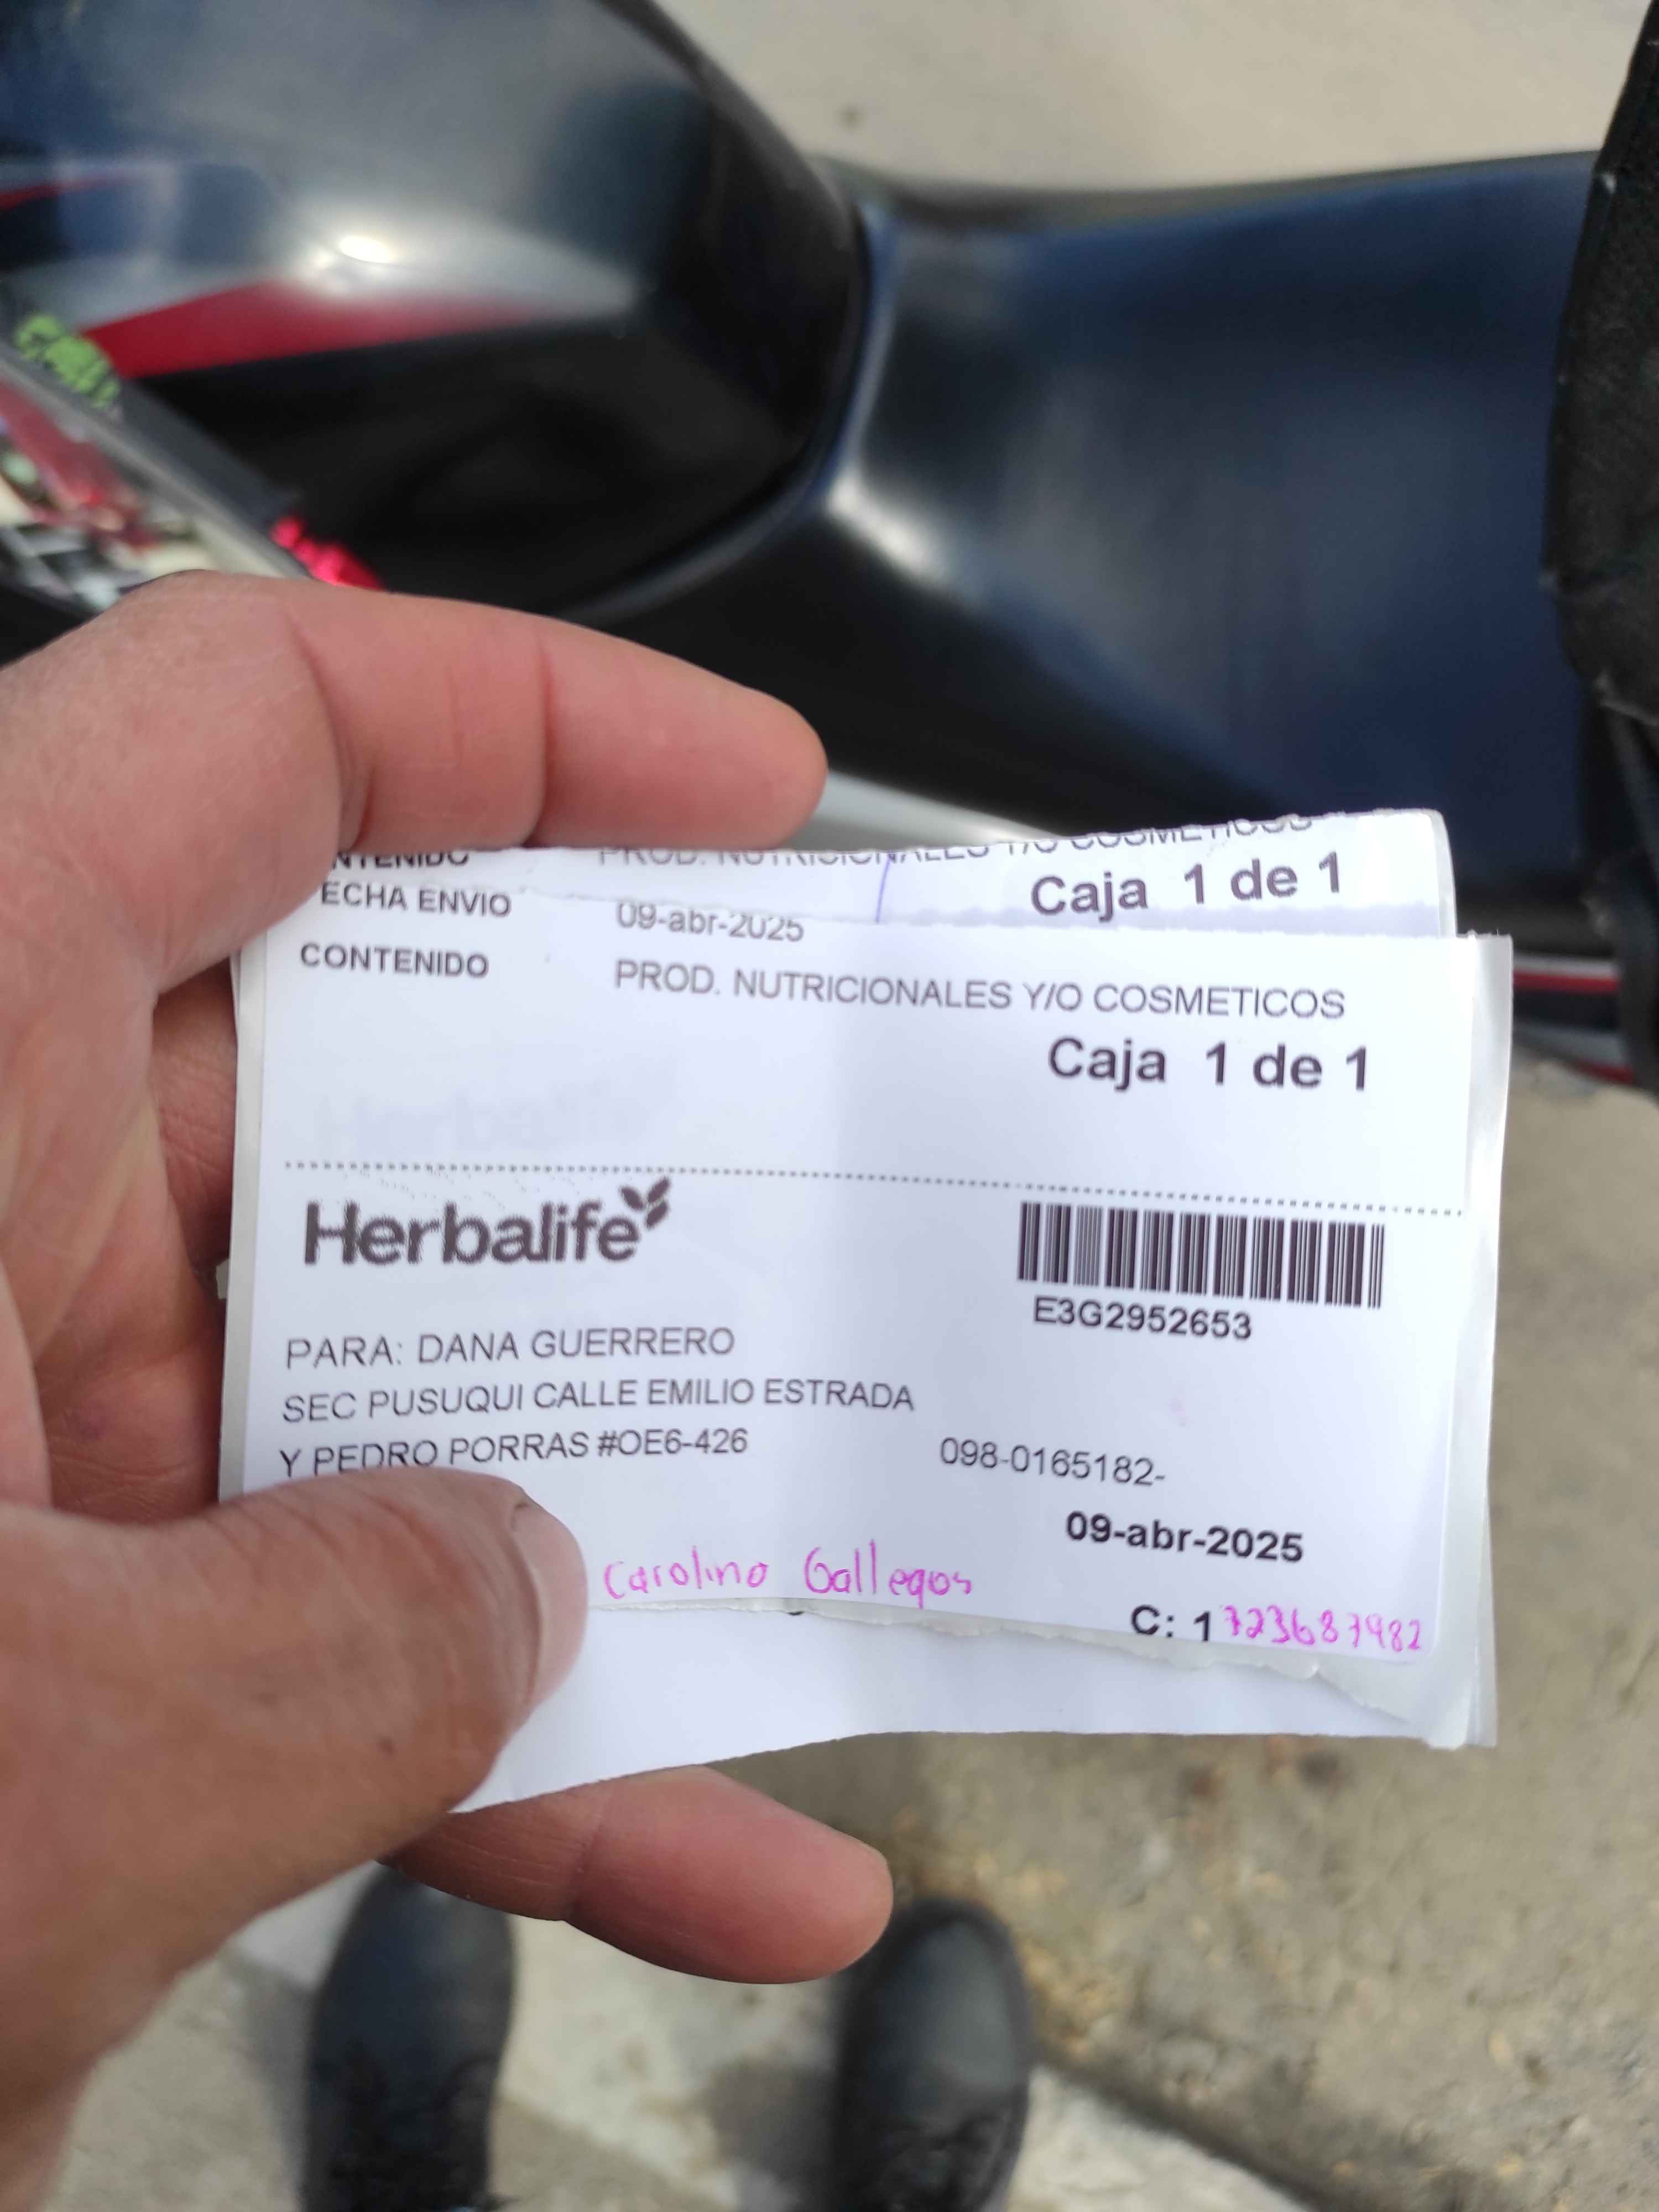 NTENIDO PROD. NUTRICIONALES Y/O COSMETICOS
Caja 1 de 1
ECHA ENVIO 09-abr-2025
CONTENIDO PROD. NUTRICIONALES Y/O COSMETICOS
Caja 1 de 1
Herbalife
E3G2952653
PARA: DANA GUERRERO
SEC PUSUQUI CALLE EMILIO ESTRADA
Y PEDRO PORRAS #OE6-426 098-0165182-
09-abr-2025
Carolina Gallegos
C: 1723687982